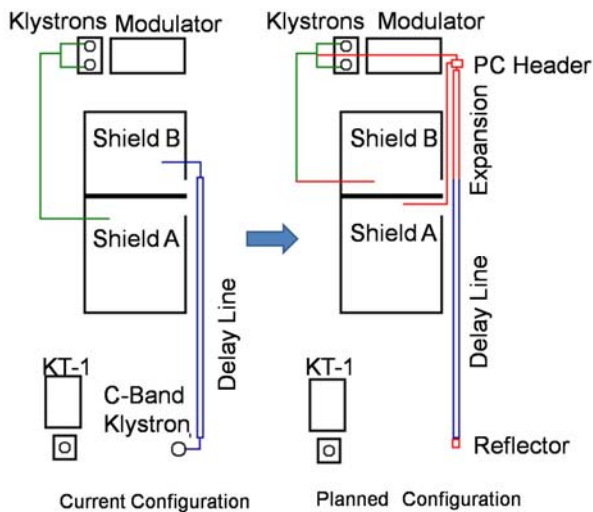 Klystrons
Modulator
Shield B
Shield A
Delay Line
KT-1
C-Band
Klystron
Current Configuration
Klystrons
Modulator
PC Header
Expansion
Shield B
Shield A
Delay Line
KT-1
Reflector
Planned Configuration